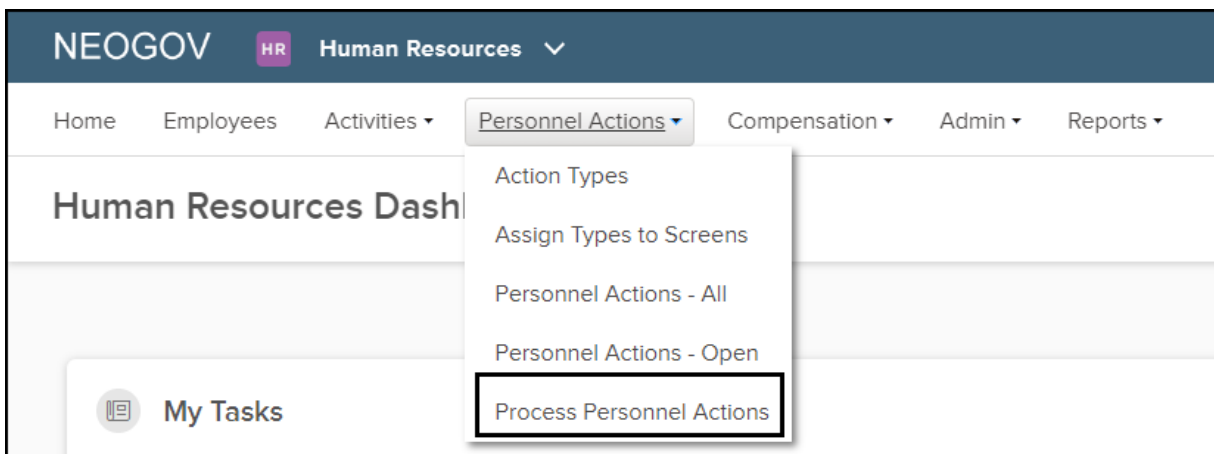 NEOGOV HR Human Resources
Home Employees Activities Personnel Actions Compensation Admin Reports
Action Types
Human Resources Dash
Assign Types to Screens
Personnel Actions - All
Personnel Actions - Open
My Tasks
Process Personnel Actions